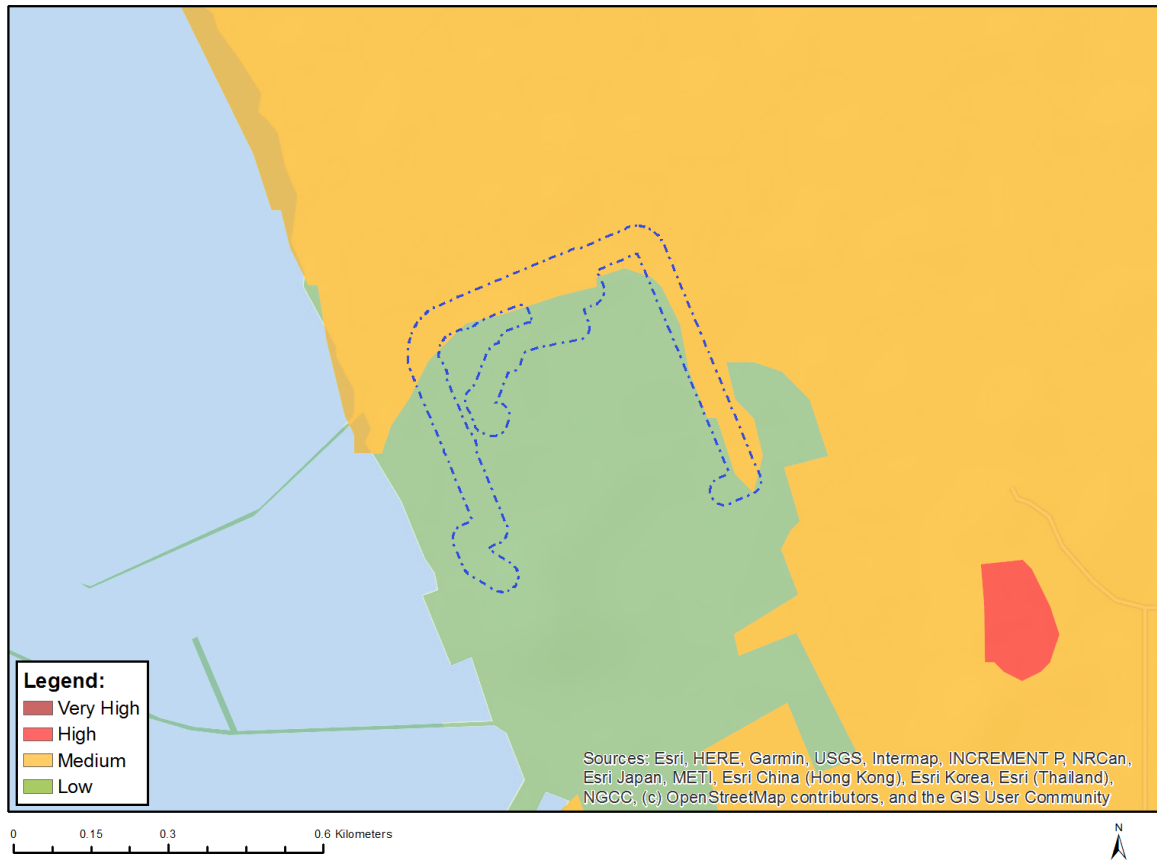 Legend:
Very High
High
Medium
Low
Sources: Esri, HERE, Garmin, USGS, Intermap, INCREMENT P, NRCan,
Esri Japan, METI, Esri China (Hong Kong), Esri Korea, Esri (Thailand),
NGCC, (c) OpenStreetMap contributors, and the GIS User Community
0 0.15 0.3 0.6 Kilometers
N